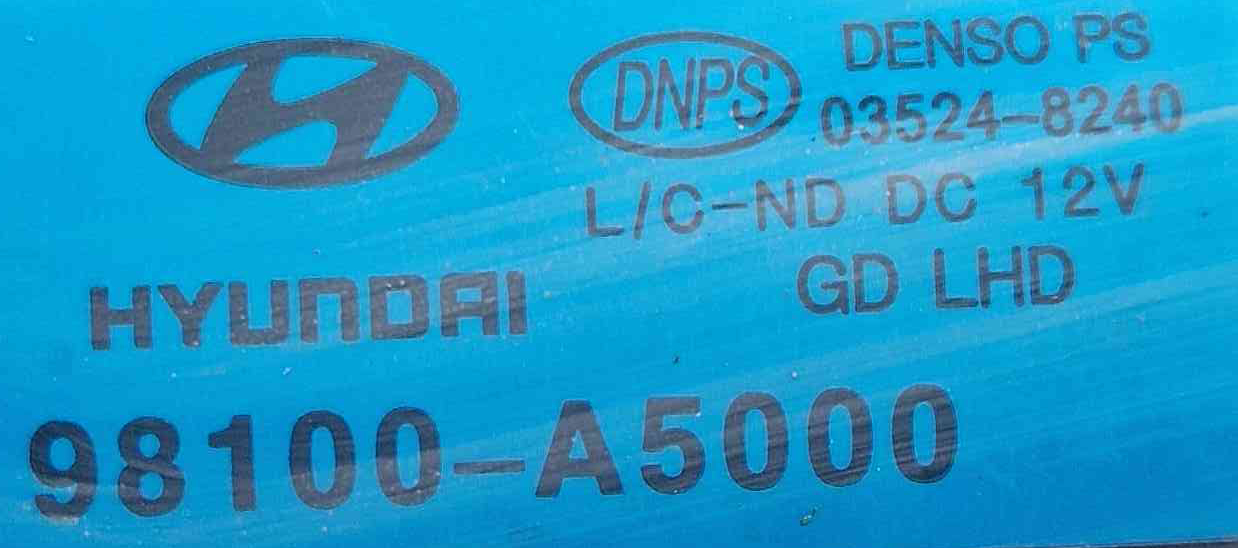 DENSO PS
DNPS
03524-8240
L/C-ND DC 12V
GD LHD
HYUNDAI
98100-A5000